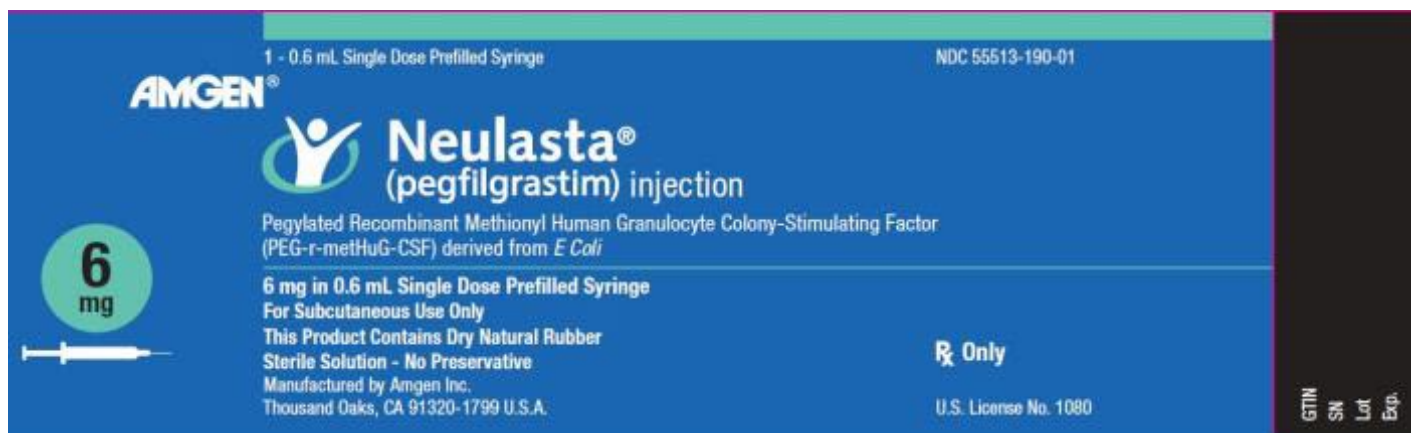 1 - 0.6 mL Single Dose Prefilled Syringe
NDC 55513-190-01
AMGEN®
Neulasta®
(pegfilgrastim) injection
Pegylated Recombinant Methionyl Human Granulocyte Colony-Stimulating Factor
(PEG-r-metHuG-CSF) derived from E Coli
6
mg
6 mg in 0.6 mL Single Dose Prefilled Syringe
For Subcutaneous Use Only
This Product Contains Dry Natural Rubber
Sterile Solution - No Preservative
Manufactured by Amgen Inc.
Thousand Oaks, CA 91320-1799 U.S.A.
Rx Only
U.S. License No. 1080
GTIN
SN
Lot
Exp.